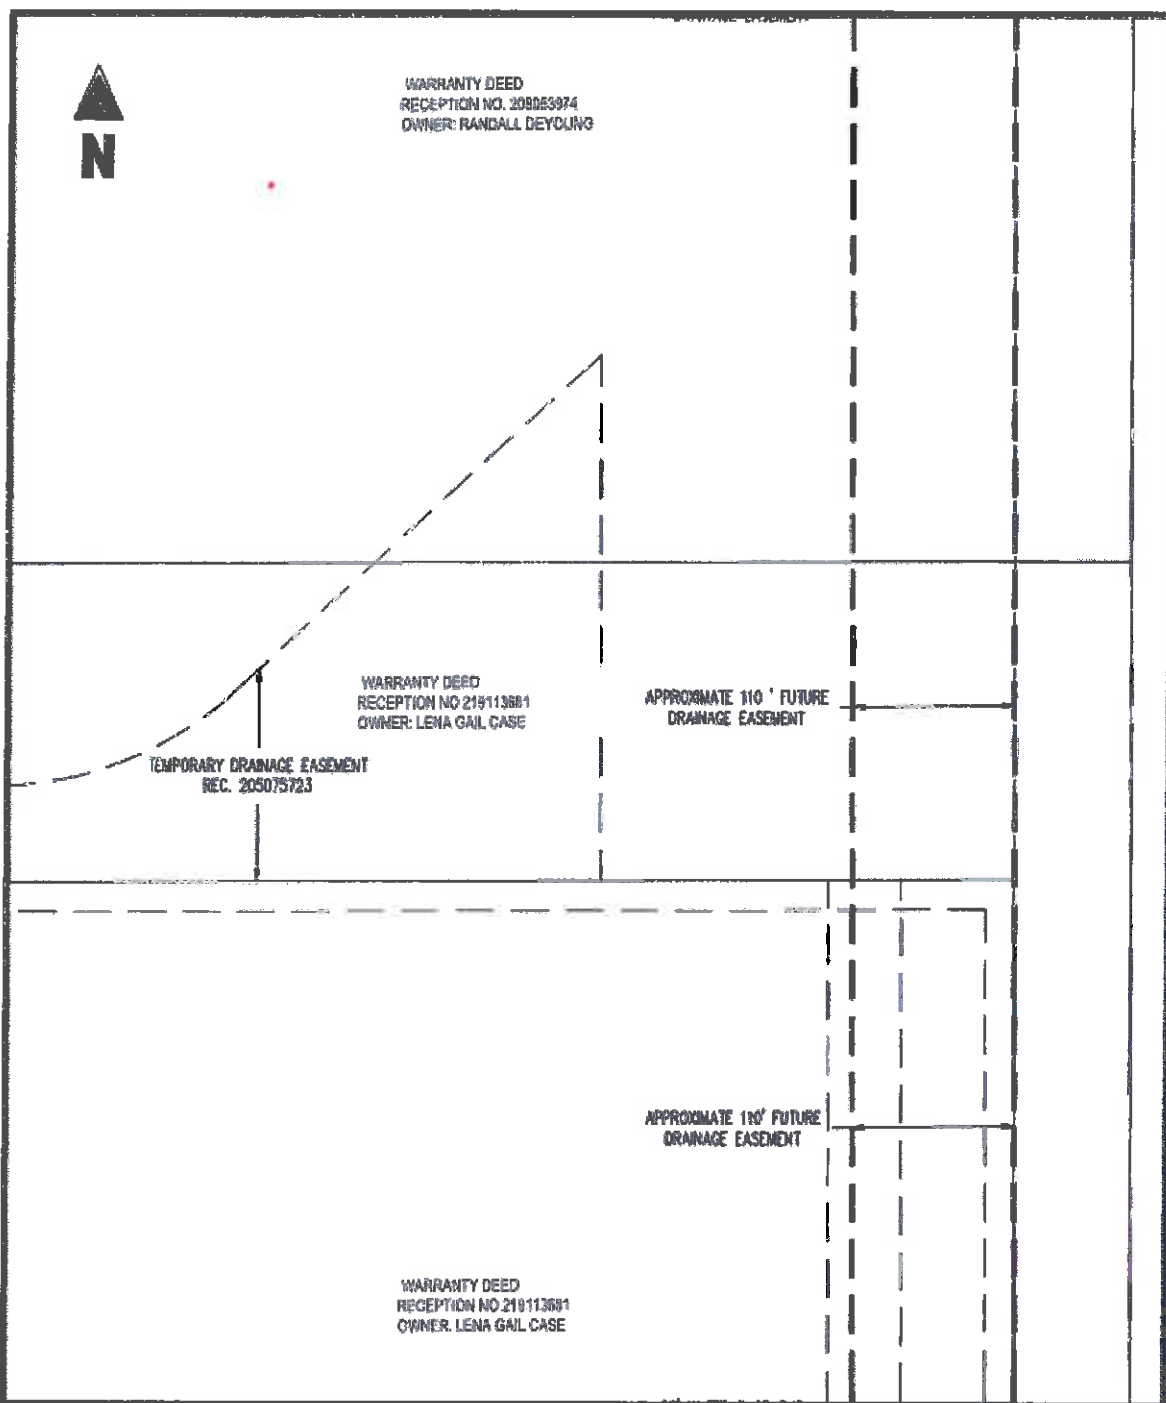 DRAINAGE EASEMENT
WARRANTY DEED
RECEPTION NO. 209053974
OWNER: RANDALL DEYOUNG
N
WARRANTY DEED
RECEPTION NO 219113681
OWNER: LENA GAIL CASE
APPROXIMATE 110 ' FUTURE
DRAINAGE EASEMENT
TEMPORARY DRAINAGE EASEMENT
REC. 205075723
APPROXIMATE 110' FUTURE
DRAINAGE EASEMENT
WARRANTY DEED
RECEPTION NO 219113681
OWNER. LENA GAIL CASE